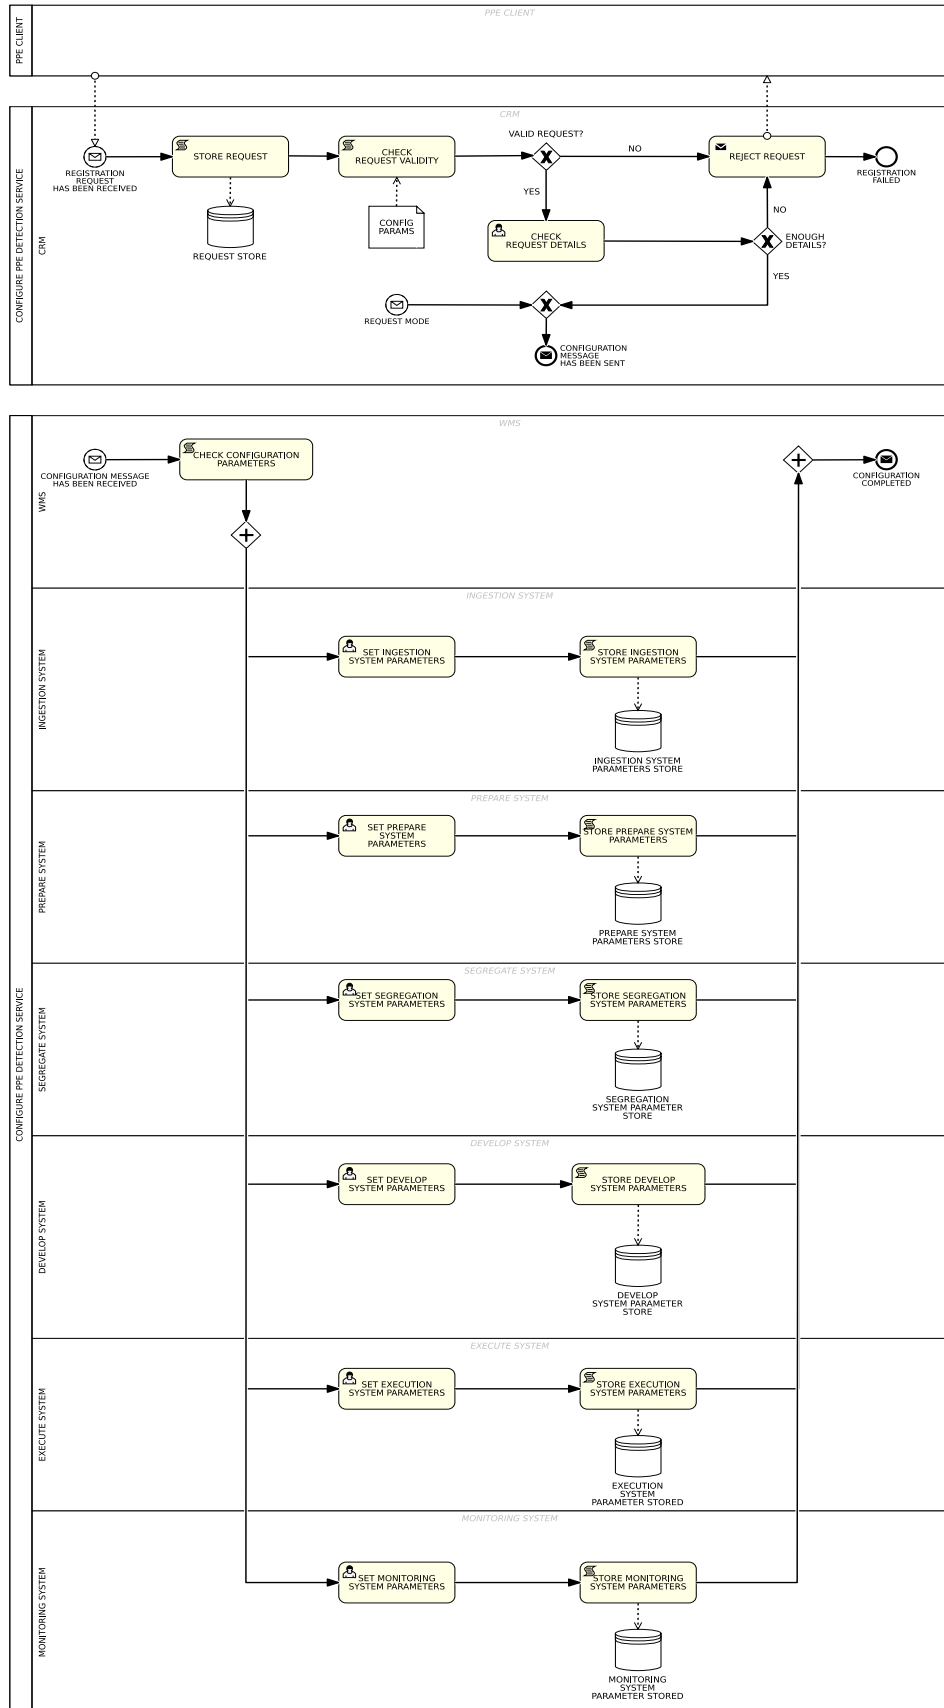 PPE CLIENT
PPE CLIENT
CONFIGURE PPE DETECTION SERVICE
CRM
CRM
REGISTRATION
REQUEST
HAS BEEN RECEIVED
STORE REQUEST
REQUEST STORE
CHECK
REQUEST VALIDITY
CONFIG
PARAMS
VALID REQUEST?
NO
YES
REJECT REQUEST
REGISTRATION
FAILED
CHECK
REQUEST DETAILS
NO
ENOUGH
DETAILS?
YES
REQUEST MODE
CONFIGURATION
MESSAGE
HAS BEEN SENT
CONFIGURE PPE DETECTION SERVICE
WMS
WMS
CONFIGURATION MESSAGE
HAS BEEN RECEIVED
CHECK CONFIGURATION
PARAMETERS
CONFIGURATION
COMPLETED
INGESTION SYSTEM
INGESTION SYSTEM
SET INGESTION
SYSTEM PARAMETERS
STORE INGESTION
SYSTEM PARAMETERS
INGESTION SYSTEM
PARAMETERS STORE
PREPARE SYSTEM
PREPARE SYSTEM
SET PREPARE
SYSTEM
PARAMETERS
STORE PREPARE SYSTEM
PARAMETERS
PREPARE SYSTEM
PARAMETERS STORE
SEGREGATE SYSTEM
SEGREGATE SYSTEM
SET SEGREGATION
SYSTEM PARAMETERS
STORE SEGREGATION
SYSTEM PARAMETERS
SEGREGATION
SYSTEM PARAMETER
STORE
DEVELOP SYSTEM
DEVELOP SYSTEM
SET DEVELOP
SYSTEM PARAMETERS
STORE DEVELOP
SYSTEM PARAMETERS
DEVELOP
SYSTEM PARAMETER
STORE
EXECUTE SYSTEM
EXECUTE SYSTEM
SET EXECUTION
SYSTEM PARAMETERS
STORE EXECUTION
SYSTEM PARAMETERS
EXECUTION
SYSTEM
PARAMETER STORED
MONITORING SYSTEM
MONITORING SYSTEM
SET MONITORING
SYSTEM PARAMETERS
STORE MONITORING
SYSTEM PARAMETERS
MONITORING
SYSTEM
PARAMETER STORED